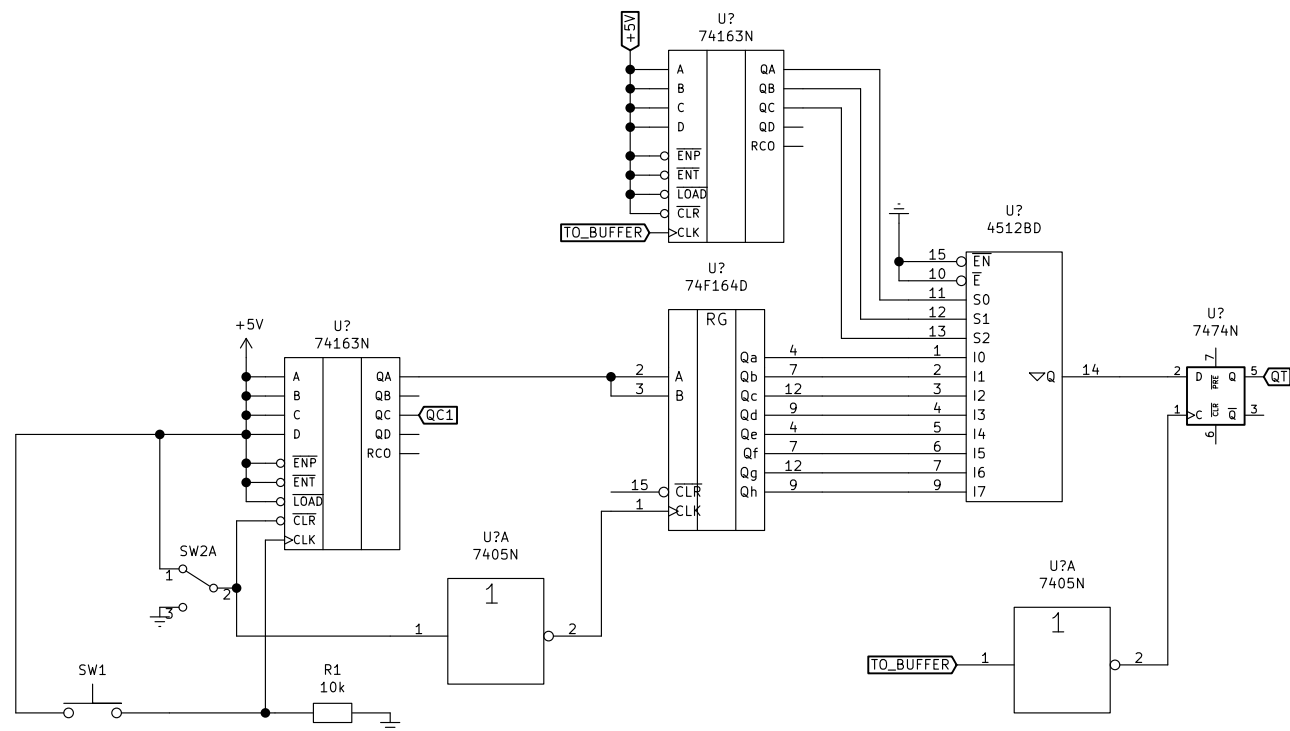 +5V
U?
74163N
A QA
B QB
C QC
D QD
RCO
ENP
ENT
LOAD
CLR
TO_BUFFER CLK
U?
4512BD
15 EN
10 E
11 S0
12 S1
13 S2
1 I0
2 I1
3 I2
4 I3
5 I4
6 I5
7 I6
9 I7
Q 14
U?
74F164D
RG
2 A
3 B
15 CLR
1 CLK
Qa 4
Qb 7
Qc 12
Qd 9
Qe 4
Qf 7
Qg 12
Qh 9
U?
7474N
7
2 D PRE Q 5 QT
1 C CLR Q 3
6
+5V
U?
74163N
A QA
B QB
C QC QC1
D QD
RCO
ENP
ENT
LOAD
CLR
CLK
SW2A
1
2
3
U?A
7405N
1
1 2
U?A
7405N
1
TO_BUFFER 1 2
SW1
R1
10k